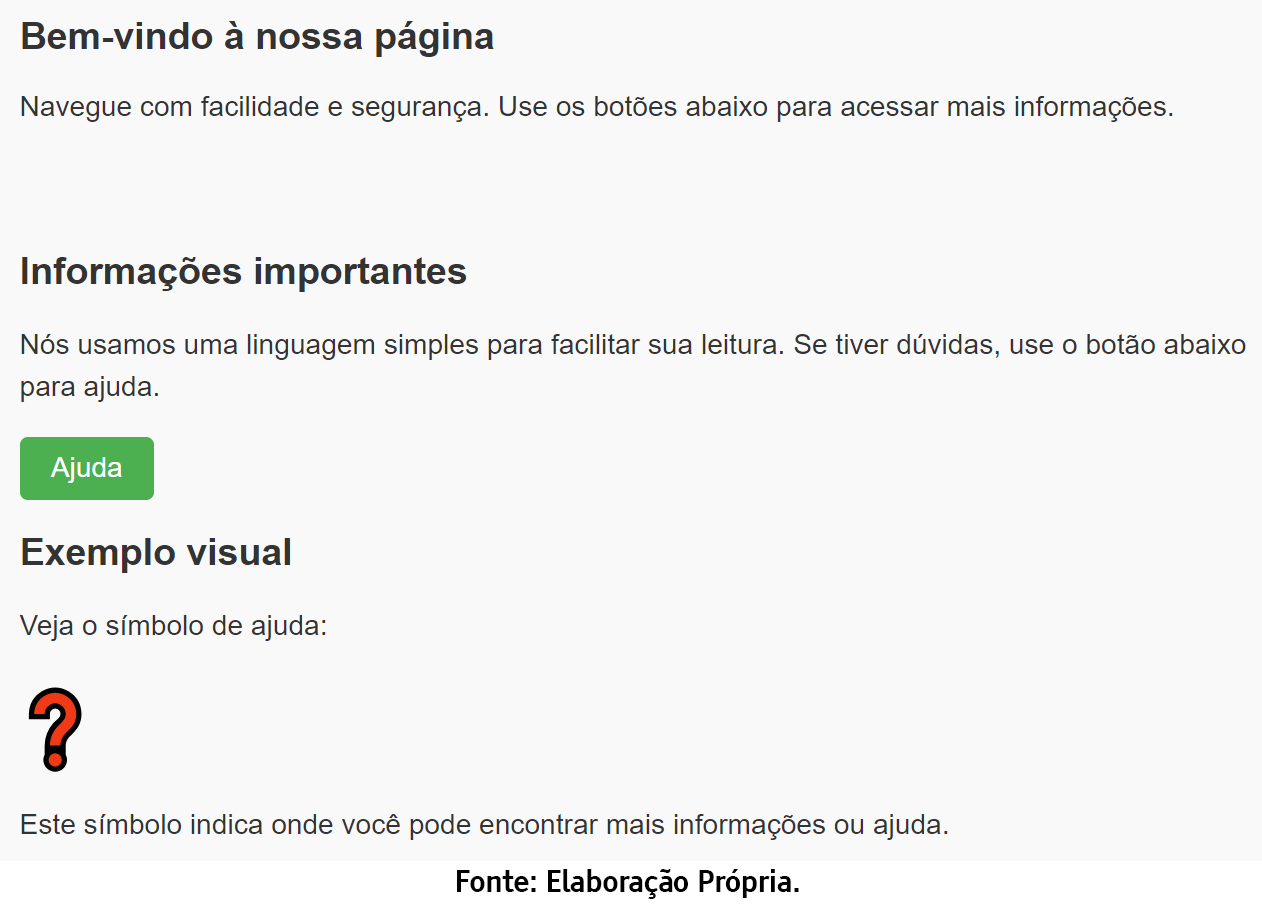 Bem-vindo à nossa página
Navegue com facilidade e segurança. Use os botões abaixo para acessar mais informações.
Informações importantes
Nós usamos uma linguagem simples para facilitar sua leitura. Se tiver dúvidas, use o botão abaixo
para ajuda.
Ajuda
Exemplo visual
Veja o símbolo de ajuda:
?
Este símbolo indica onde você pode encontrar mais informações ou ajuda.
Fonte: Elaboração Própria.